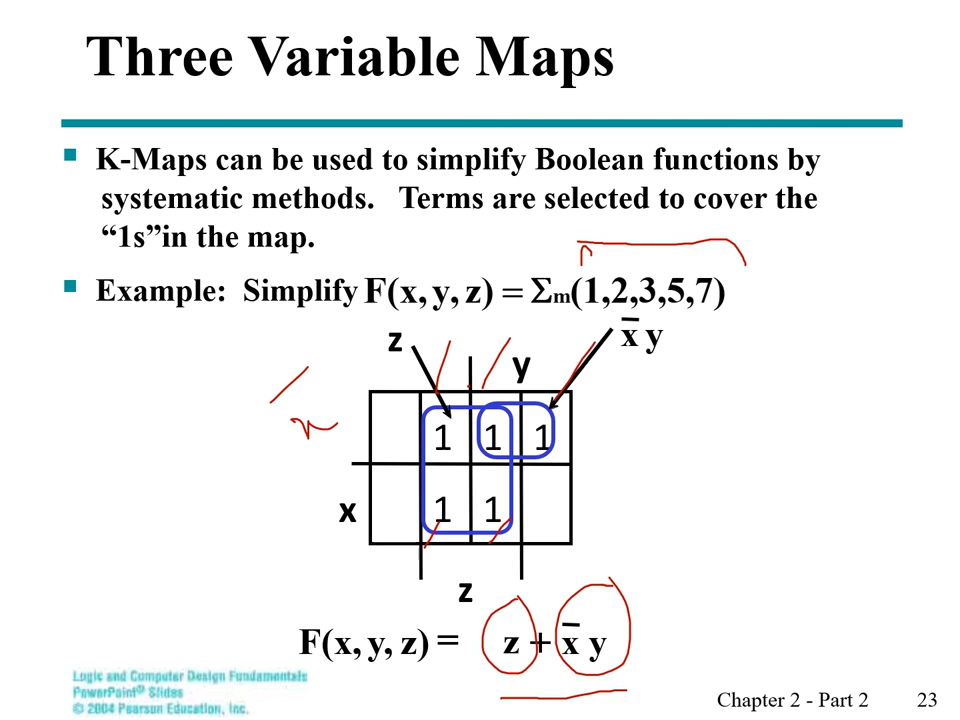 Three Variable Maps
K-Maps can be used to simplify Boolean functions by
systematic methods. Terms are selected to cover the
“1s”in the map.
Example: Simplify F(x, y, z) = Σm(1,2,3,5,7)
x̅ y
z
y
1 1 1
x
1 1
z
F(x, y, z) = z + x̅ y
Logic and Computer Design Fundamentals
PowerPoint® Slides
© 2004 Pearson Education, Inc.
Chapter 2 - Part 2 23